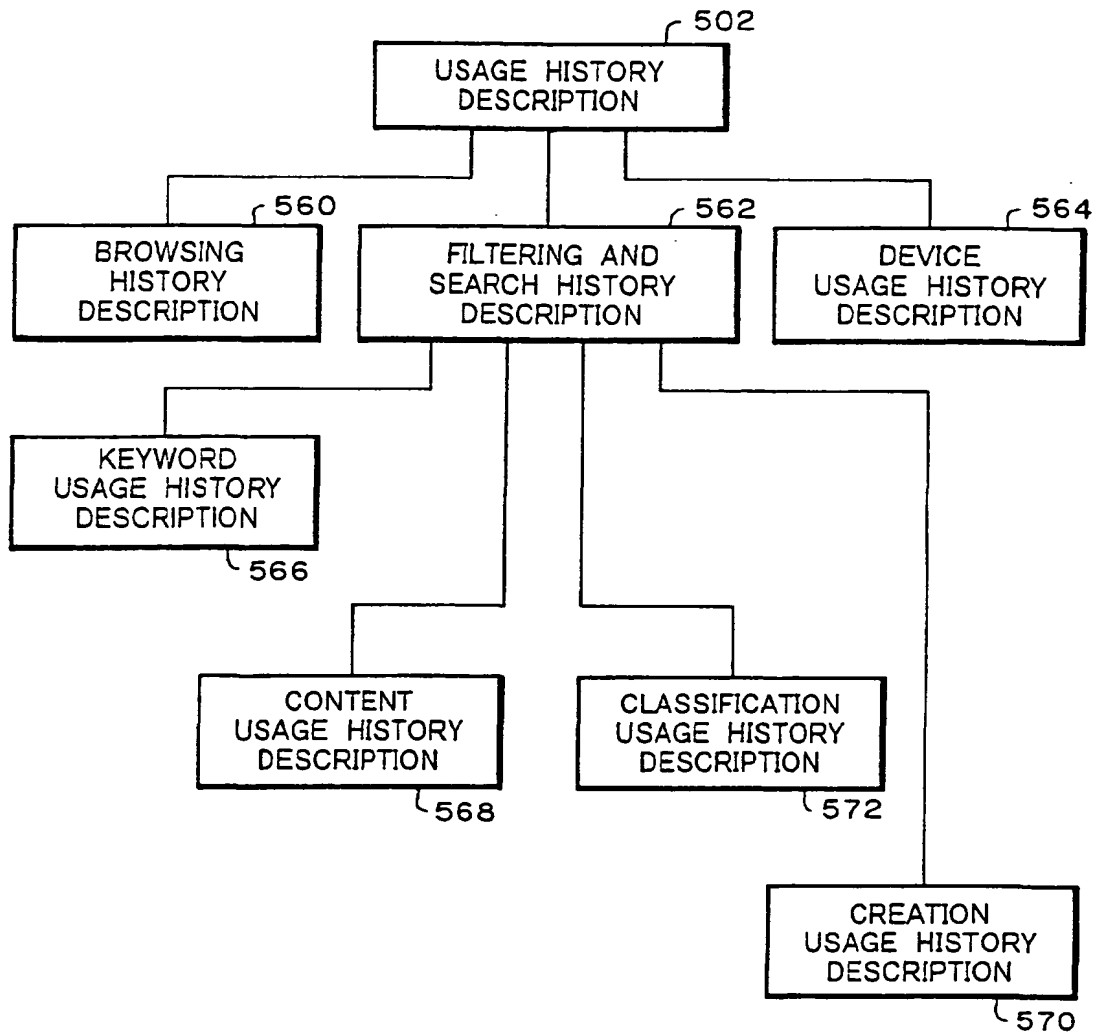 502
USAGE HISTORY
DESCRIPTION
560
BROWSING
HISTORY
DESCRIPTION
562
FILTERING AND
SEARCH HISTORY
DESCRIPTION
564
DEVICE
USAGE HISTORY
DESCRIPTION
KEYWORD
USAGE HISTORY
DESCRIPTION
566
CONTENT
USAGE HISTORY
DESCRIPTION
568
CLASSIFICATION
USAGE HISTORY
DESCRIPTION
572
CREATION
USAGE HISTORY
DESCRIPTION
570